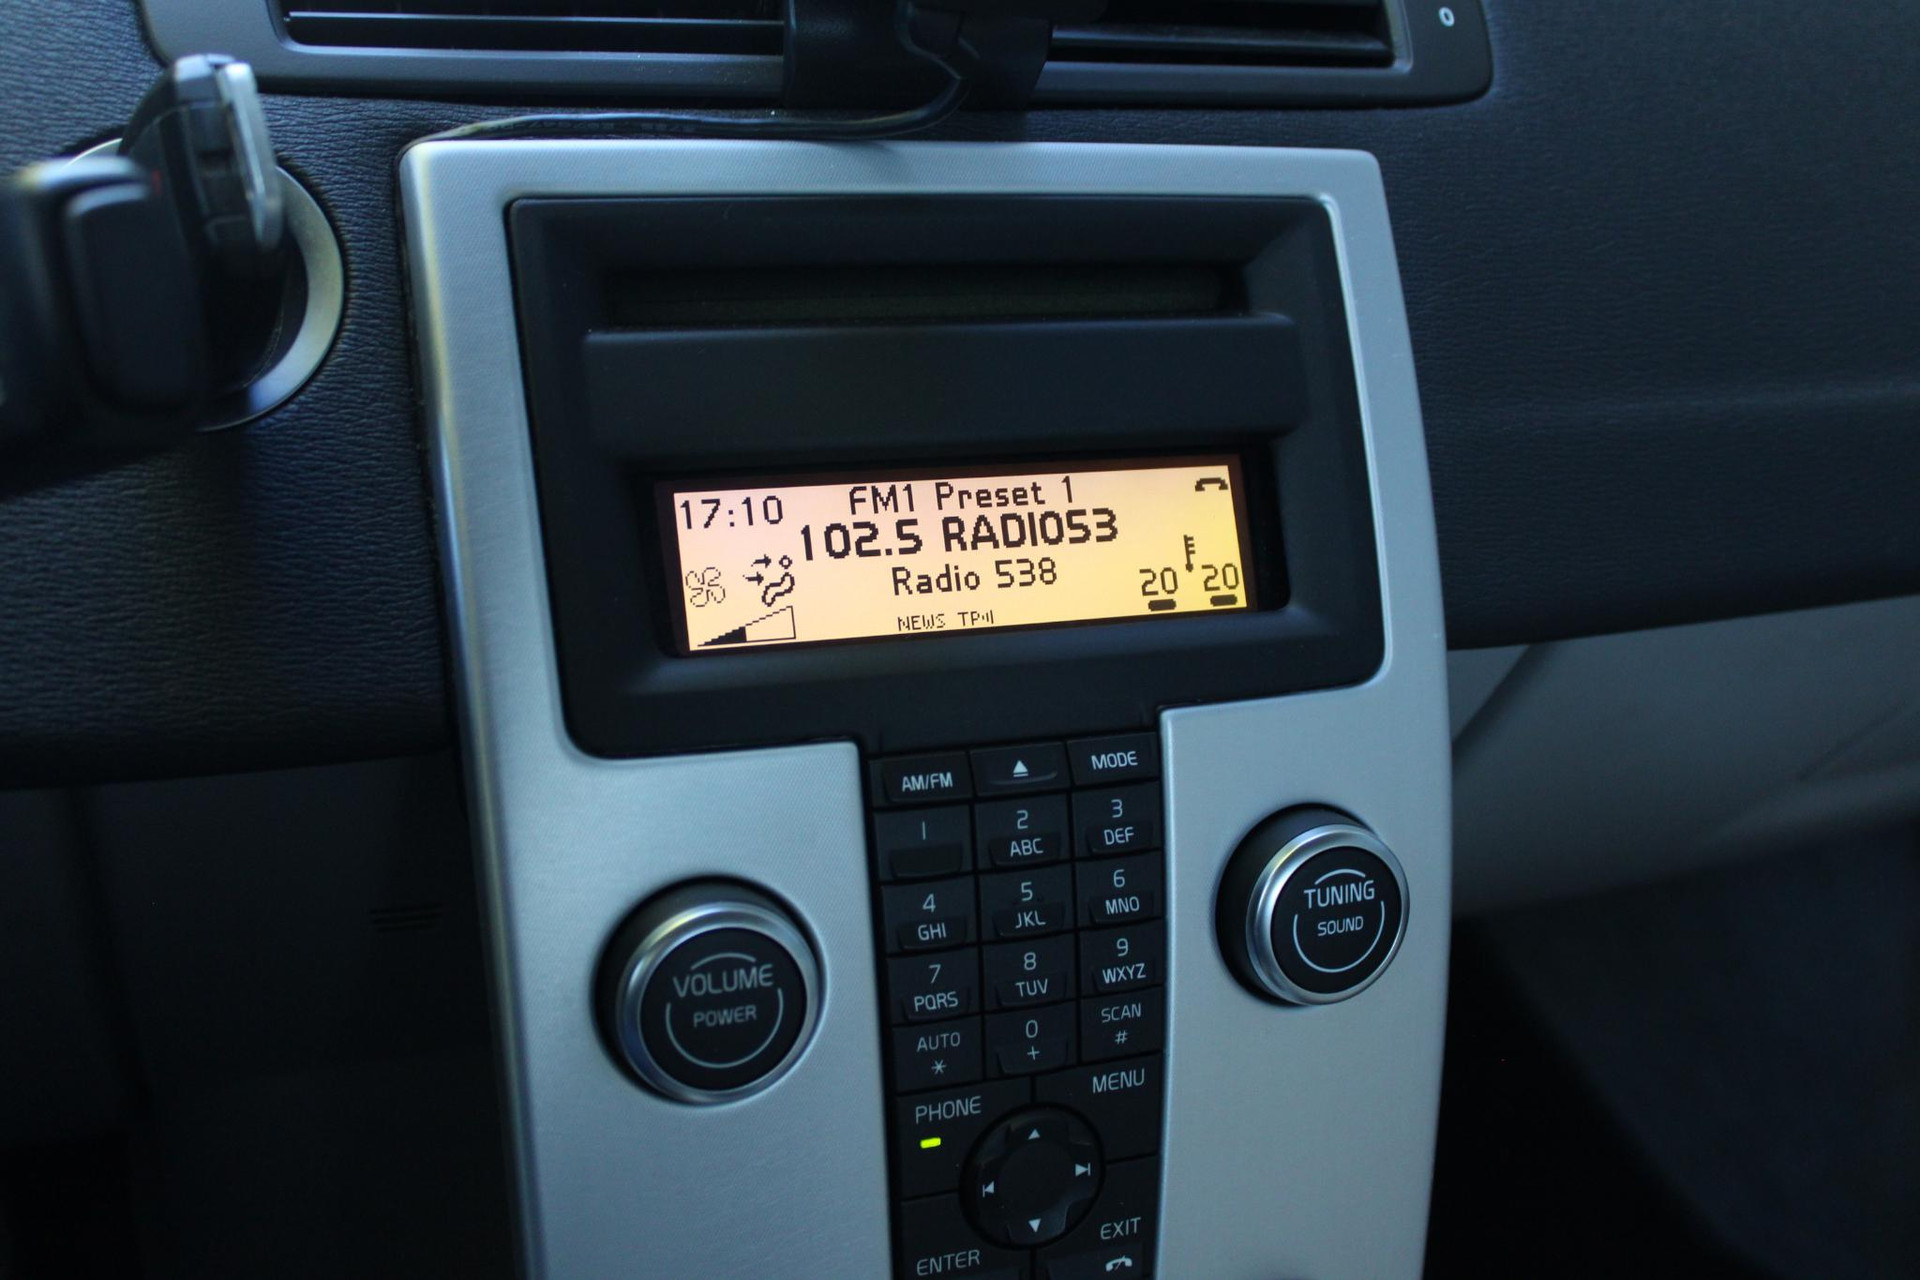 0
17:10
FM1 Preset 1
102.5 RADIO53
Radio 538
20 20
NEWS TP
AM/FM
MODE
1
2
ABC
3
DEF
4
GHI
5
JKL
6
MNO
7
PQRS
8
TUV
9
WXYZ
AUTO
*
0
+
SCAN
#
VOLUME
POWER
TUNING
SOUND
PHONE
MENU
ENTER
EXIT